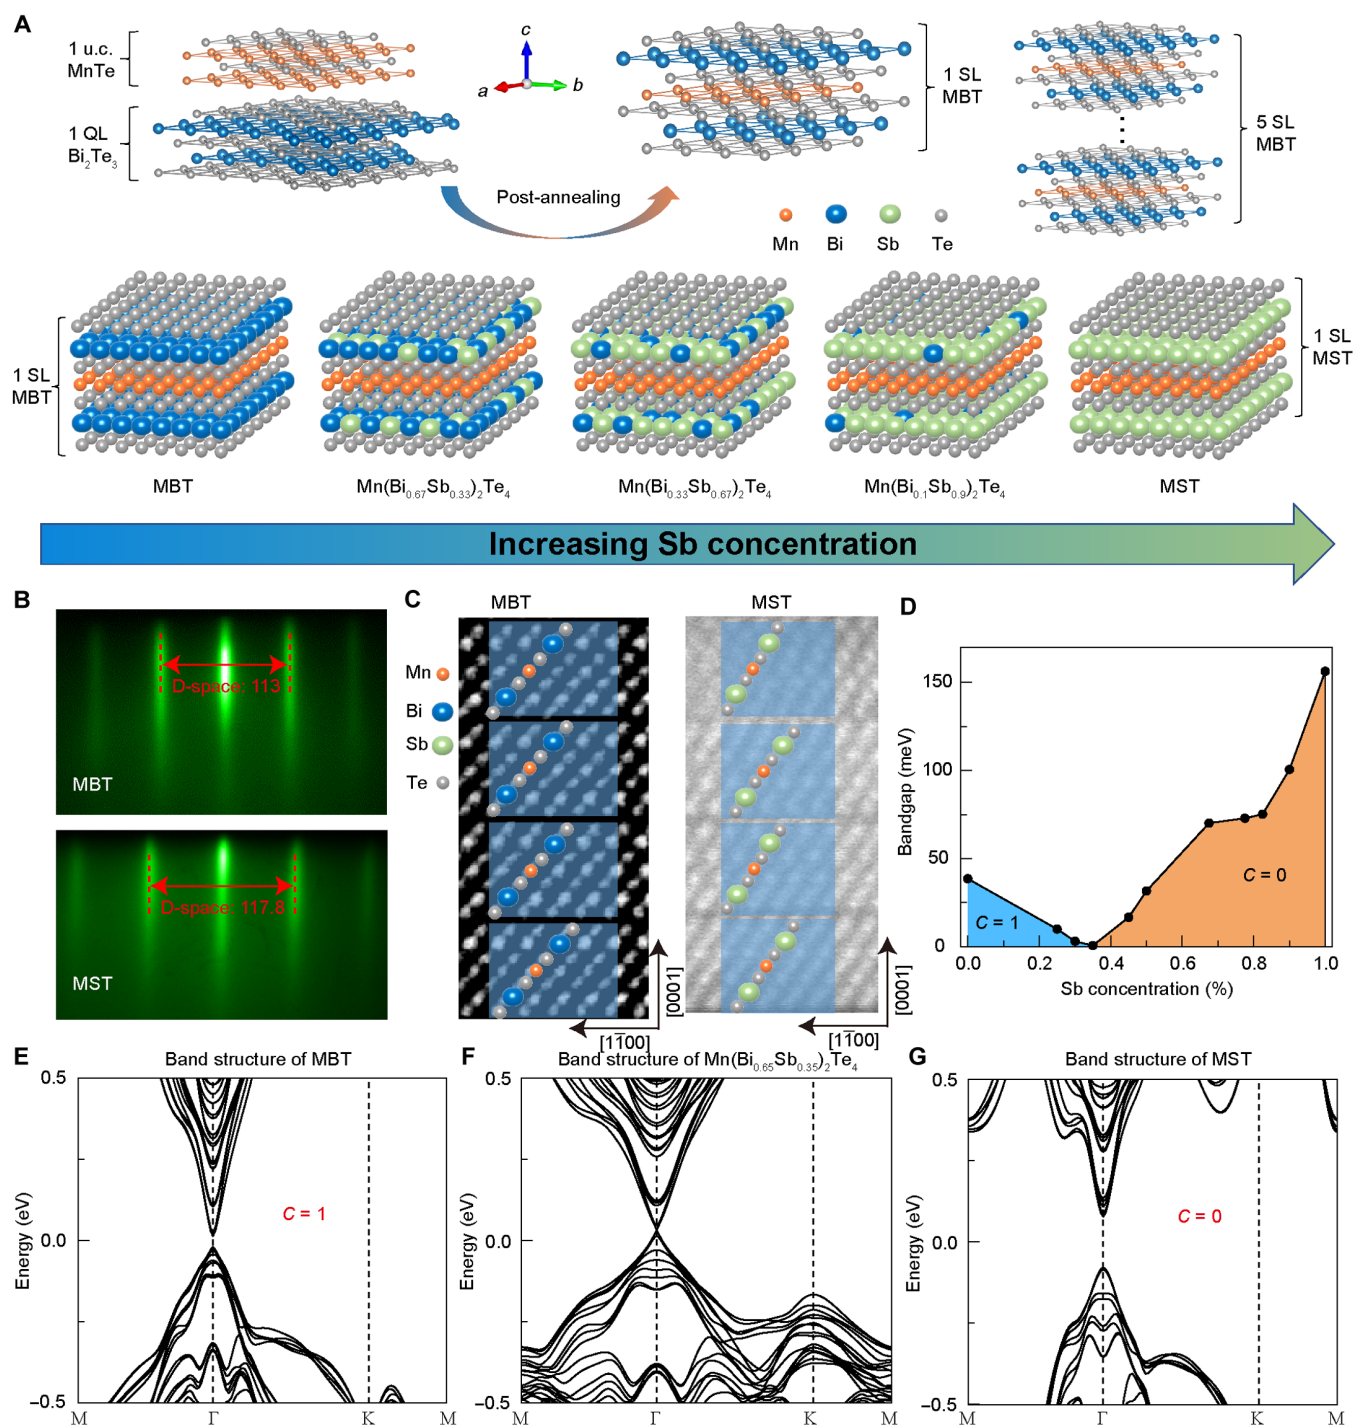 A
1 u.c.
MnTe
1 QL
Bi2Te3
c
a
b
1 SL
MBT
5 SL
MBT
Post-annealing
Mn
Bi
Sb
Te
1 SL
MBT
1 SL
MST
MBT
Mn(Bi0.67Sb0.33)2Te4
Mn(Bi0.33Sb0.67)2Te4
Mn(Bi0.1Sb0.9)2Te4
MST
Increasing Sb concentration
B
D-space: 113
MBT
D-space: 117.8
MST
C
MBT
MST
Mn
Bi
Sb
Te
[0001]
[11̅00]
[0001]
[11̅00]
D
Bandgap (meV)
150
100
50
0
C = 1
C = 0
0.0
0.2
0.4
0.6
0.8
1.0
Sb concentration (%)
E
Band structure of MBT
Energy (eV)
0.5
0.0
−0.5
C = 1
M
Γ
K
M
F
Band structure of Mn(Bi0.65Sb0.35)2Te4
Energy (eV)
0.5
0.0
−0.5
M
Γ
K
M
G
Band structure of MST
Energy (eV)
0.5
0.0
−0.5
C = 0
M
Γ
K
M